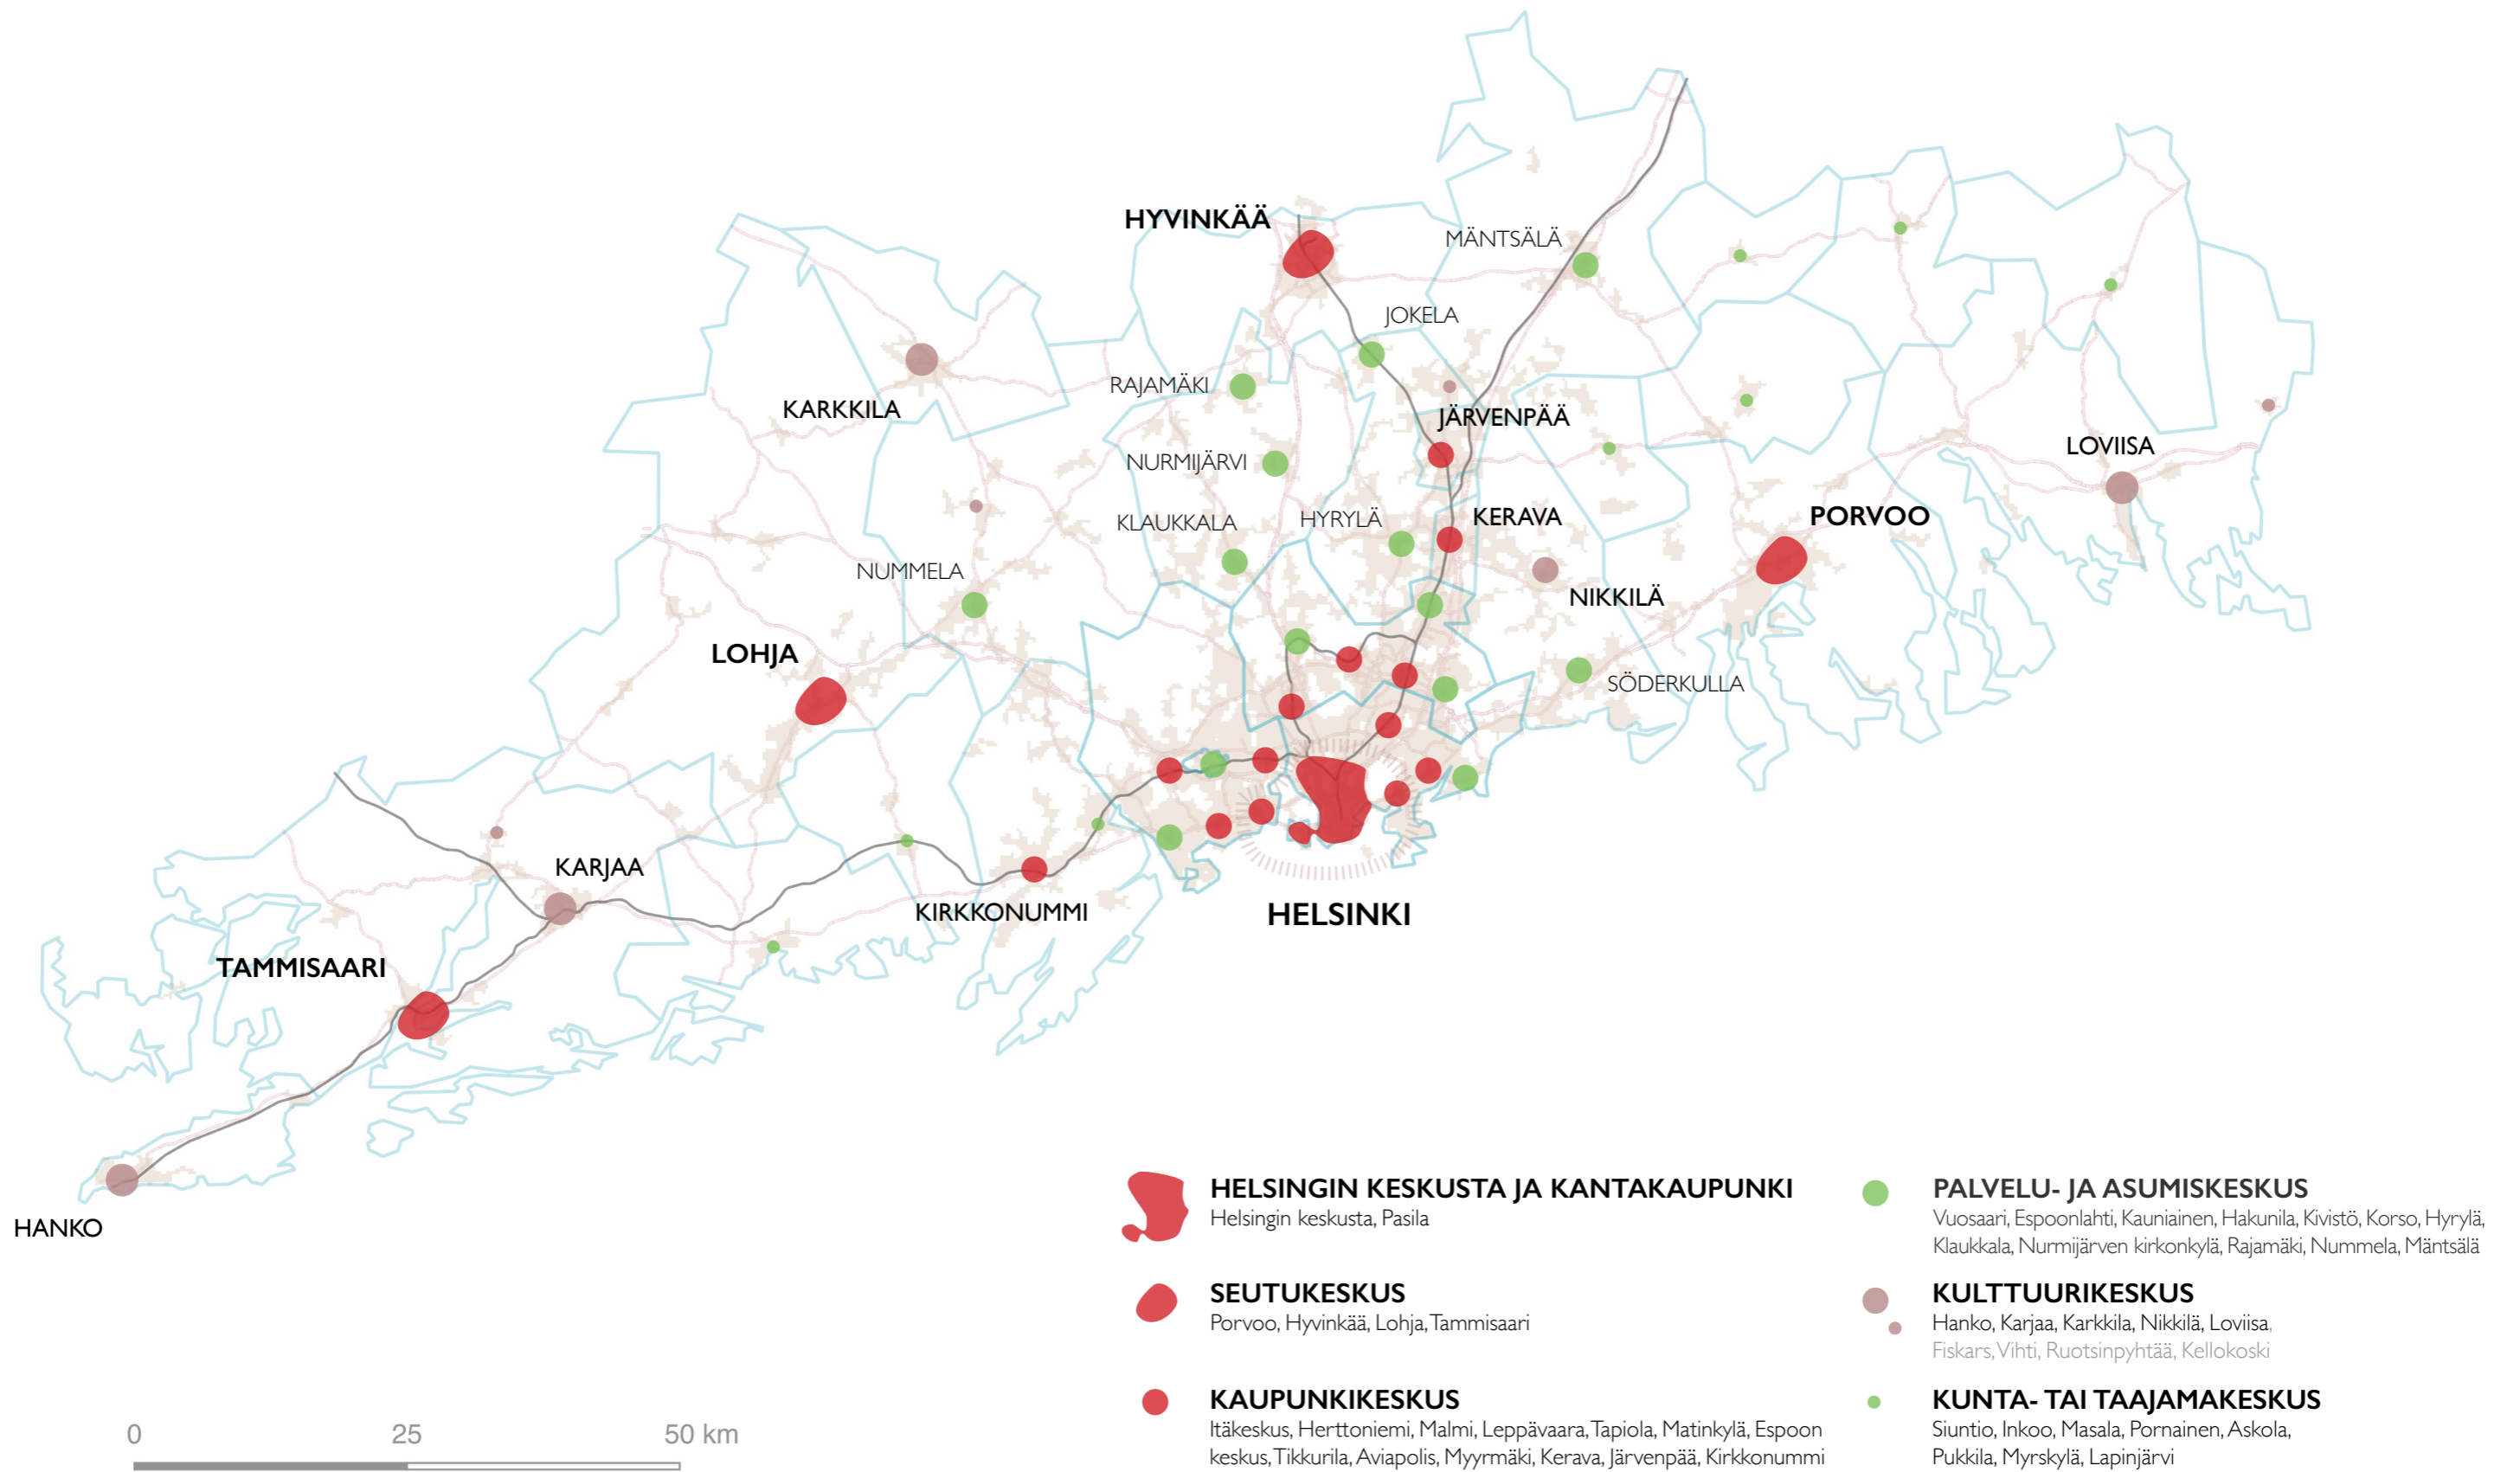 HYVINKÄÄ
MÄNTSÄLÄ
JOKELA
RAJAMÄKI
KARKKILA
JÄRVENPÄÄ
LOVIISA
NURMIJÄRVI
KLAUKKALA
HYRYLÄ
KERAVA
PORVOO
NUMMELA
NIKKILÄ
LOHJA
SÖDERKULLA
KARJAA
KIRKKONUMMI
HELSINKI
TAMMISAARI
HANKO
HELSINGIN KESKUSTA JA KANTAKAUPUNKI
Helsingin keskusta, Pasila
SEUTUKESKUS
Porvoo, Hyvinkää, Lohja, Tammisaari
KAUPUNKIKESKUS
Itäkeskus, Herttoniemi, Malmi, Leppävaara, Tapiola, Matinkylä, Espoon
keskus, Tikkurila, Aviapolis, Myyrmäki, Kerava, Järvenpää, Kirkkonummi
PALVELU- JA ASUMISKESKUS
Vuosaari, Espoonlahti, Kauniainen, Hakunila, Kivistö, Korso, Hyrylä,
Klaukkala, Nurmijärven kirkonkylä, Rajamäki, Nummela, Mäntsälä
KULTTUURIKESKUS
Hanko, Karjaa, Karkkila, Nikkilä, Loviisa,
Fiskars, Vihti, Ruotsinpyhtää, Kellokoski
KUNTA- TAI TAAJAMAKESKUS
Siuntio, Inkoo, Masala, Pornainen, Askola,
Pukkila, Myrskylä, Lapinjärvi
0 25 50 km